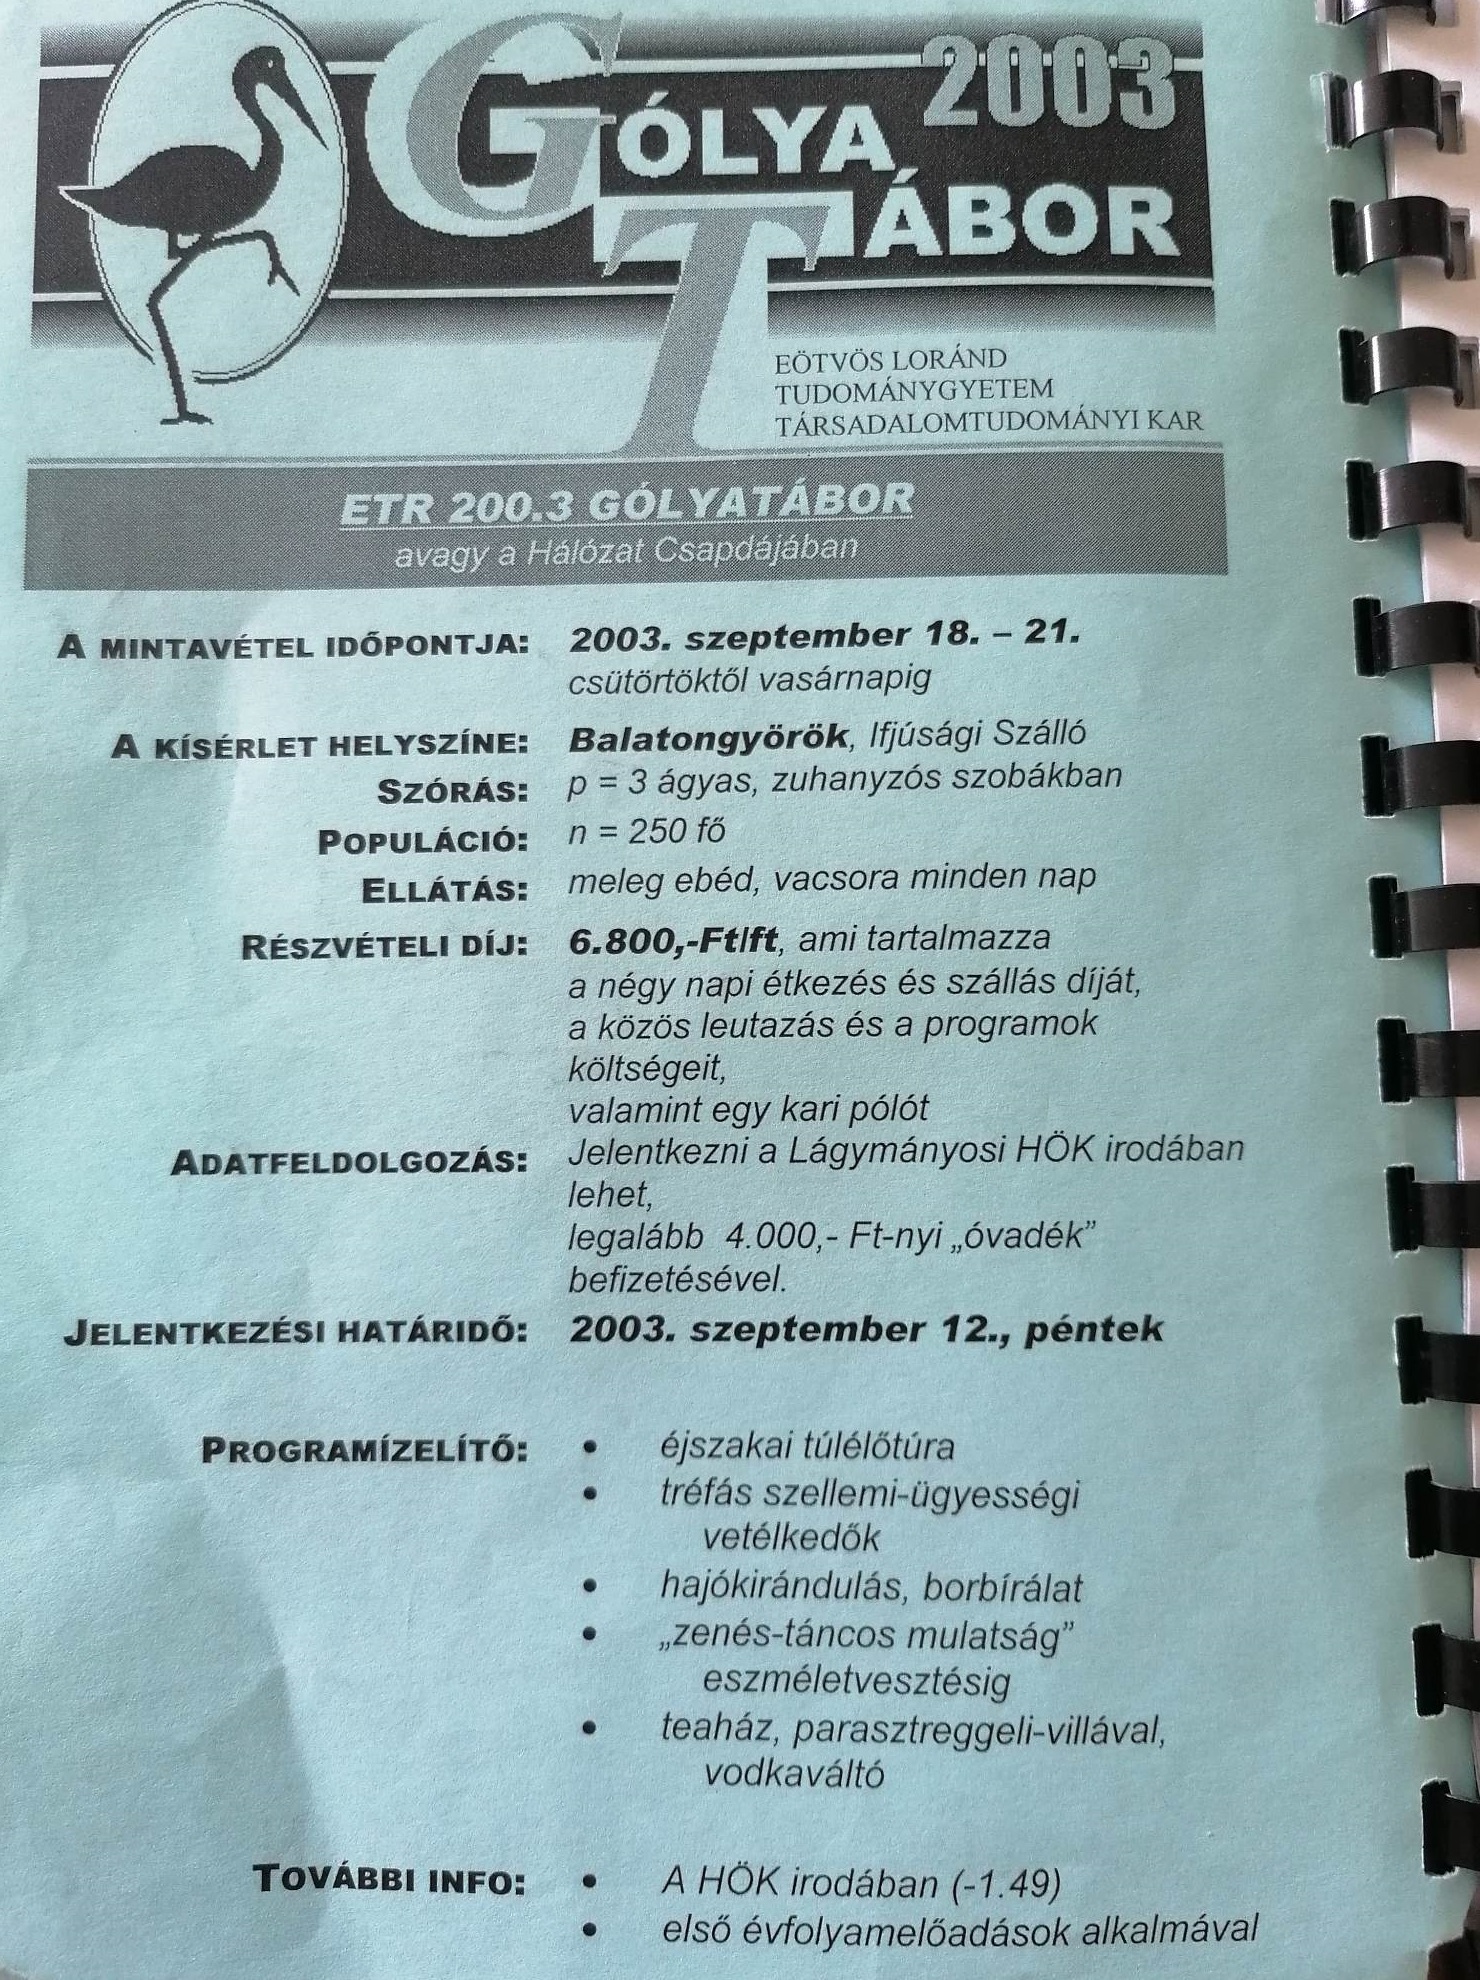 2003
GÓLYA
TÁBOR
EÖTVÖS LORÁND
TUDOMÁNYGYETEM
TÁRSADALOMTUDOMÁNYI KAR
ETR 200.3 GÓLYATÁBOR
avagy a Hálózat Csapdájában
A MINTAVÉTEL IDŐPONTJA: 2003. szeptember 18. – 21.
csütörtöktől vasárnapig
A KÍSÉRLET HELYSZÍNE: Balatongyörök, Ifjúsági Szálló
SZÓRÁS: p = 3 ágyas, zuhanyzós szobákban
POPULÁCIÓ: n = 250 fő
ELLÁTÁS: meleg ebéd, vacsora minden nap
RÉSZVÉTELI DÍJ: 6.800,-Ft/ft, ami tartalmazza
a négy napi étkezés és szállás díját,
a közös leutazás és a programok
költségeit,
valamint egy kari pólót
ADATFELDOLGOZÁS: Jelentkezni a Lágymányosi HÖK irodában
lehet,
legalább 4.000,- Ft-nyi „óvadék”
befizetésével.
JELENTKEZÉSI HATÁRIDŐ: 2003. szeptember 12., péntek
PROGRAMÍZELÍTŐ: • éjszakai túlélőtúra
• tréfás szellemi-ügyességi
vetélkedők
• hajókirándulás, borbírálat
• „zenés-táncos mulatság”
eszméletvesztésig
• teaház, parasztreggeli-villával,
vodkaváltó
TOVÁBBI INFO: • A HÖK irodában (-1.49)
• első évfolyamelőadások alkalmával